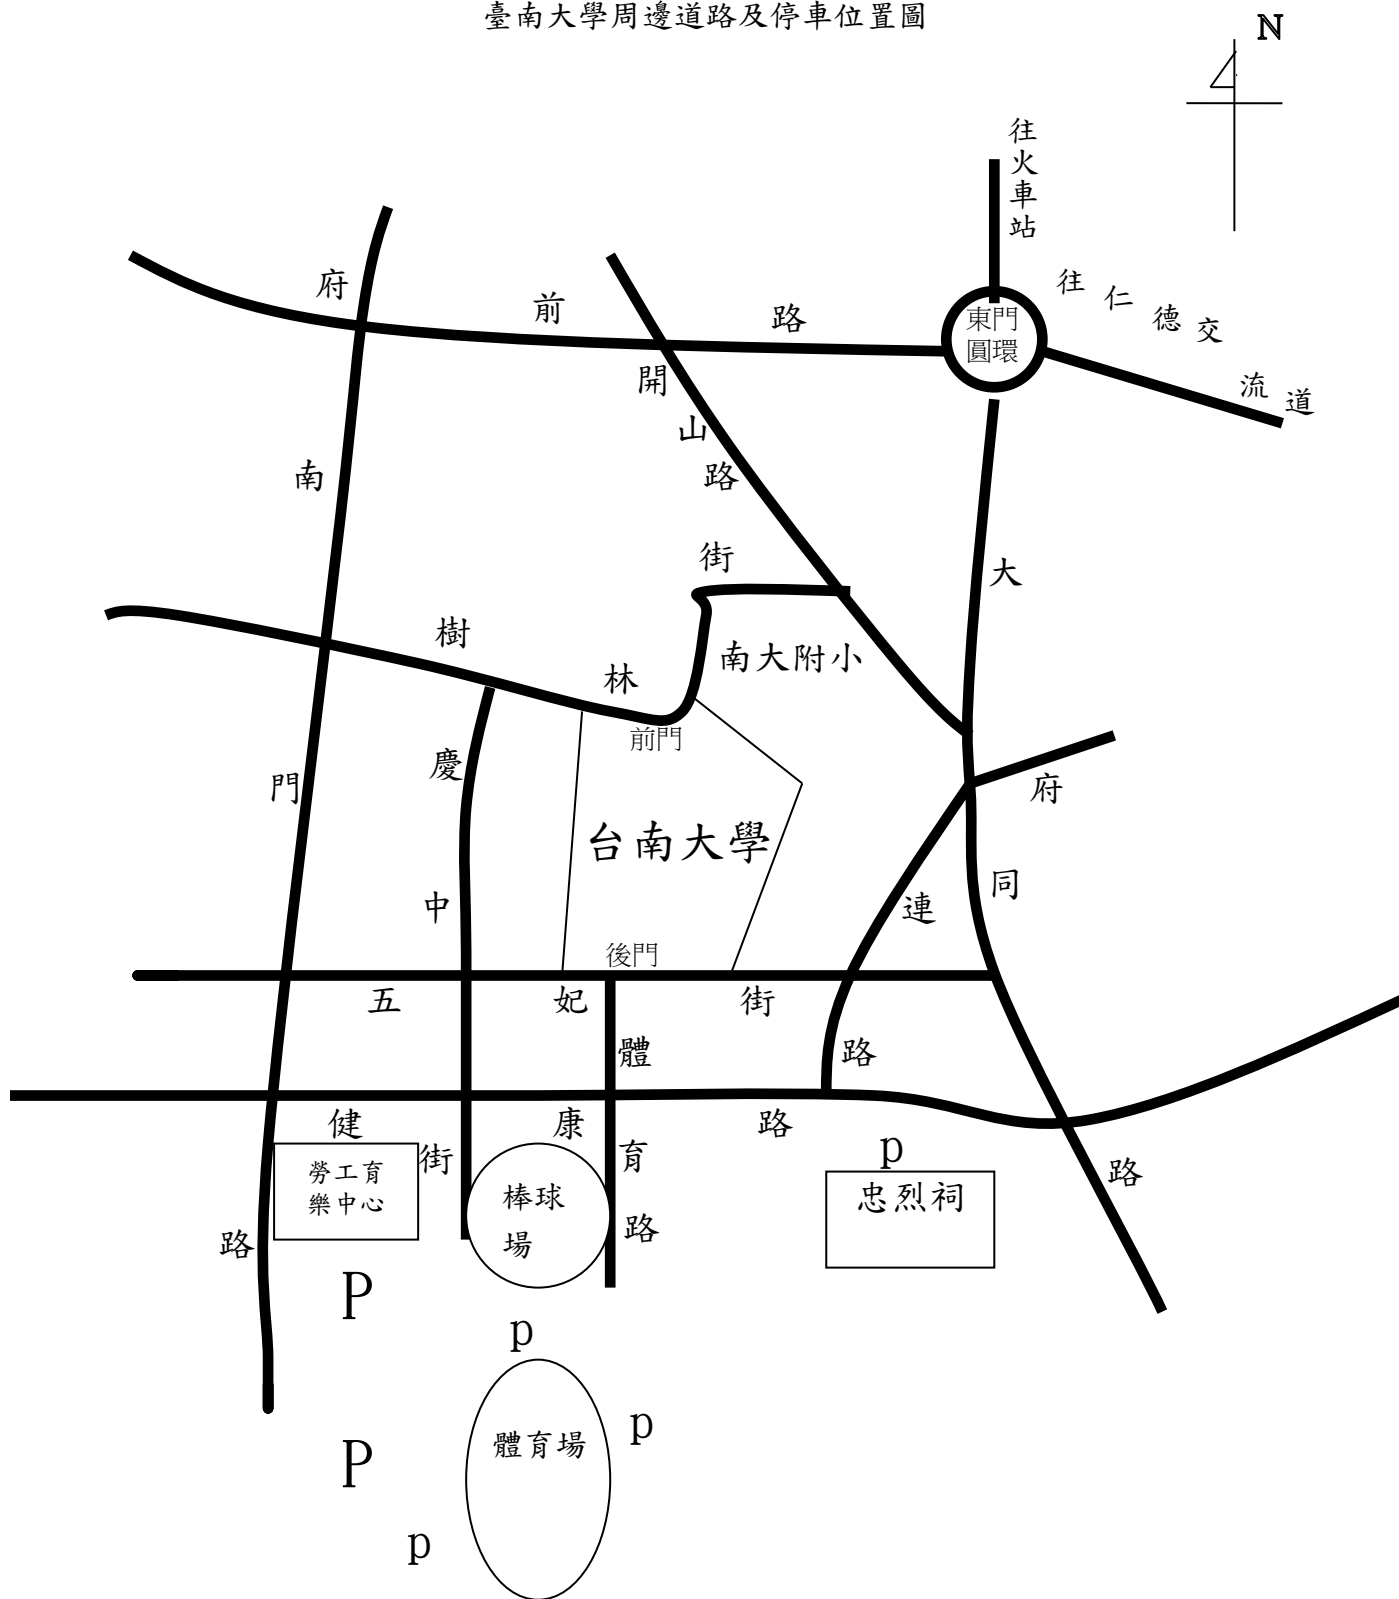 臺南大學周邊道路及停車位置圖
N
往火車站
往仁德交流道
東門
圓環
府前路
開山路
南門路
大同路
樹林街
南大附小
前門
慶中街
台南大學
府連路
後門
五妃街
體育路
健康路
勞工育
樂中心
棒球
場
p
忠烈祠
P
p
體育場
p
P
p